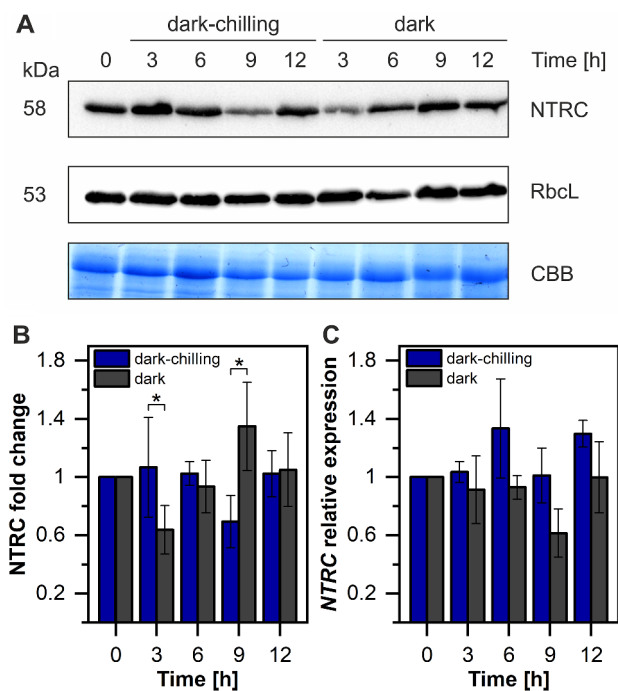 A
dark-chilling dark
kDa 0 3 6 9 12 3 6 9 12 Time [h]
58 NTRC
53 RbcL
CBB
B C
1.8 dark-chilling * 1.8 dark-chilling
dark dark
1.4 * 1.4
1 1
0.6 0.6
0.2 0.2
NTRC fold change NTRC relative expression
0 3 6 9 12 0 3 6 9 12
Time [h] Time [h]